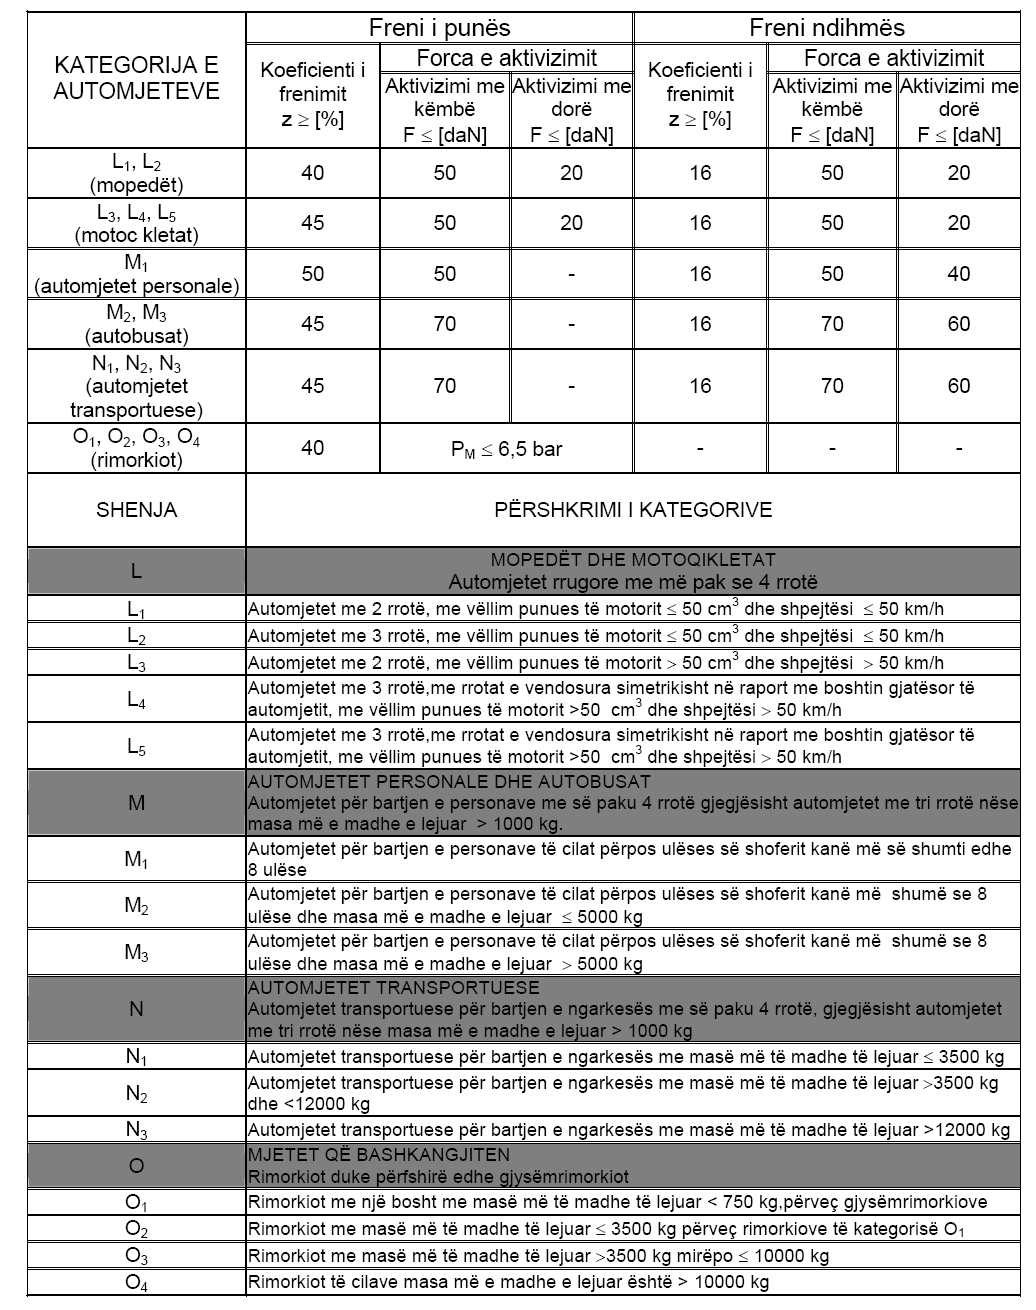 KATEGORIJA E
AUTOMJETEVE
Freni i punës
Freni ndihmës
Koeficienti i
frenimit
z ≥ [%]
Forca e aktivizimit
Aktivizimi me
këmbë
F ≤ [daN]
Aktivizimi me
dorë
F ≤ [daN]
Koeficienti i
frenimit
z ≥ [%]
Forca e aktivizimit
Aktivizimi me
këmbë
F ≤ [daN]
Aktivizimi me
dorë
F ≤ [daN]
L1, L2
(mopedët)
40 50 20 16 50 20
L3, L4, L5
(motoc kletat)
45 50 20 16 50 20
M1
(automjetet personale)
50 50 - 16 50 40
M2, M3
(autobusat)
45 70 - 16 70 60
N1, N2, N3
(automjetet
transportuese)
45 70 - 16 70 60
O1, O2, O3, O4
(rimorkiot)
40 PM ≤ 6,5 bar - - -
SHENJA PËRSHKRIMI I KATEGORIVE
L
MOPEDËT DHE MOTOQIKLETAT
Automjetet rrugore me më pak se 4 rrotë
L1 Automjetet me 2 rrotë, me vëllim punues të motorit ≤ 50 cm3 dhe shpejtësi ≤ 50 km/h
L2 Automjetet me 3 rrotë, me vëllim punues të motorit ≤ 50 cm3 dhe shpejtësi ≤ 50 km/h
L3 Automjetet me 2 rrotë, me vëllim punues të motorit > 50 cm3 dhe shpejtësi > 50 km/h
L4
Automjetet me 3 rrotë,me rrotat e vendosura simetrikisht në raport me boshtin gjatësor të
automjetit, me vëllim punues të motorit >50 cm3 dhe shpejtësi > 50 km/h
L5
Automjetet me 3 rrotë,me rrotat e vendosura simetrikisht në raport me boshtin gjatësor të
automjetit, me vëllim punues të motorit >50 cm3 dhe shpejtësi > 50 km/h
M
AUTOMJETET PERSONALE DHE AUTOBUSAT
Automjetet për bartjen e personave me së paku 4 rrotë gjegjësisht automjetet me tri rrotë nëse
masa më e madhe e lejuar > 1000 kg.
M1
Automjetet për bartjen e personave të cilat përpos ulëses së shoferit kanë më së shumti edhe
8 ulëse
M2
Automjetet për bartjen e personave të cilat përpos ulëses së shoferit kanë më shumë se 8
ulëse dhe masa më e madhe e lejuar ≤ 5000 kg
M3
Automjetet për bartjen e personave të cilat përpos ulëses së shoferit kanë më shumë se 8
ulëse dhe masa më e madhe e lejuar > 5000 kg
N
AUTOMJETET TRANSPORTUESE
Automjetet transportuese për bartjen e ngarkesës me së paku 4 rrotë, gjegjësisht automjetet
me tri rrotë nëse masa më e madhe e lejuar > 1000 kg
N1 Automjetet transportuese për bartjen e ngarkesës me masë më të madhe të lejuar ≤ 3500 kg
N2
Automjetet transportuese për bartjen e ngarkesës me masë më të madhe të lejuar >3500 kg
dhe <12000 kg
N3 Automjetet transportuese për bartjen e ngarkesës me masë më të madhe të lejuar >12000 kg
O
MJETET QË BASHKANGJITEN
Rimorkiot duke përfshirë edhe gjysëmrimorkiot
O1 Rimorkiot me një bosht me masë më të madhe të lejuar < 750 kg,përveç gjysëmrimorkiove
O2 Rimorkiot me masë më të madhe të lejuar ≤ 3500 kg përveç rimorkiove të kategorisë O1
O3 Rimorkiot me masë më të madhe të lejuar >3500 kg mirëpo ≤ 10000 kg
O4 Rimorkiot të cilave masa më e madhe e lejuar është > 10000 kg